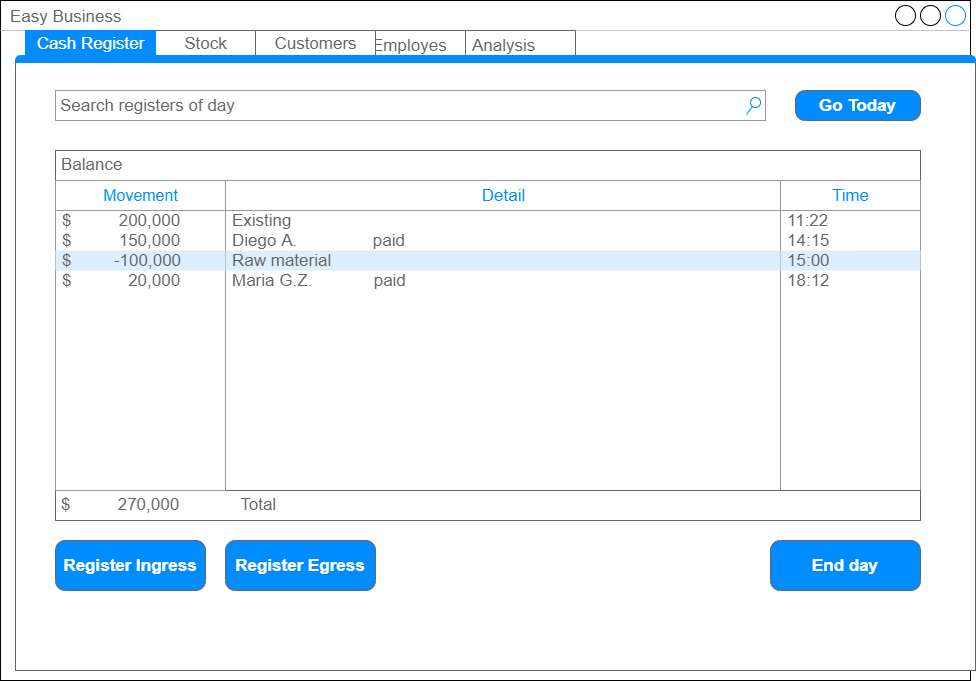 Easy Business
Cash Register Stock Customers Employes Analysis
Search registers of day Go Today
Balance
Movement Detail Time
$ 200,000 Existing 11:22
$ 150,000 Diego A. paid 14:15
$ -100,000 Raw material 15:00
$ 20,000 Maria G.Z. paid 18:12
$ 270,000 Total
Register Ingress Register Egress End day